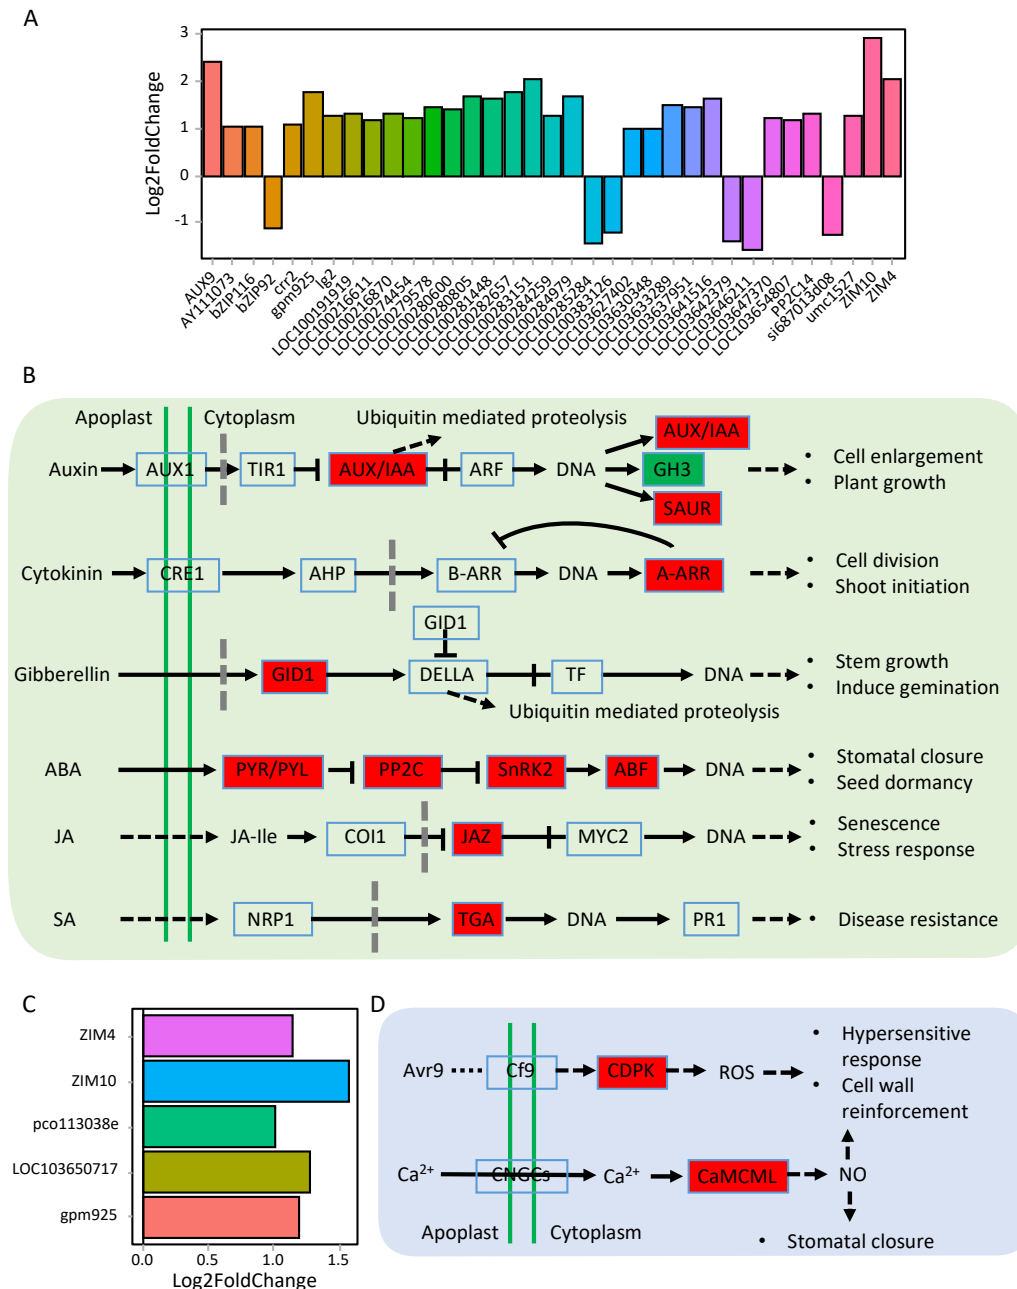 A
Log2FoldChange
3
2
1
0
-1
AUX9
AY111073
bZIP116
bZIP92
Crr2
gpm925
lg2
LOC100191919
LOC100216611
LOC100216870
LOC100274454
LOC100279578
LOC100280600
LOC100280805
LOC100281448
LOC100282657
LOC100283151
LOC100284259
LOC100284979
LOC100285284
LOC100383126
LOC103627402
LOC103630348
LOC103633289
LOC103637951
LOC103641516
LOC103642379
LOC103646211
LOC103647370
LOC103654807
PP2C14
si687013d08
umc1527
ZIM10
ZIM4
B
Apoplast Cytoplasm Ubiquitin mediated proteolysis
AUX/IAA
Auxin AUX1 TIR1 AUX/IAA ARF DNA GH3
SAUR
• Cell enlargement
• Plant growth
Cytokinin CRE1 AHP B-ARR DNA A-ARR
• Cell division
• Shoot initiation
GID1
Gibberellin GID1 DELLA TF DNA
• Stem growth
• Induce gemination
Ubiquitin mediated proteolysis
ABA PYR/PYL PP2C SnRK2 ABF DNA
• Stomatal closure
• Seed dormancy
JA JA-Ile COI1 JAZ MYC2 DNA
• Senescence
• Stress response
SA NRP1 TGA DNA PR1 • Disease resistance
C
ZIM4
ZIM10
pco113038e
LOC103650717
gpm925
0.0 0.5 1.0 1.5
Log2FoldChange
D
Avr9 Cf9 CDPK ROS
• Hypersensitive
response
• Cell wall
reinforcement
Ca2+ CNGCs Ca2+ CaMCML NO
Apoplast Cytoplasm
• Stomatal closure